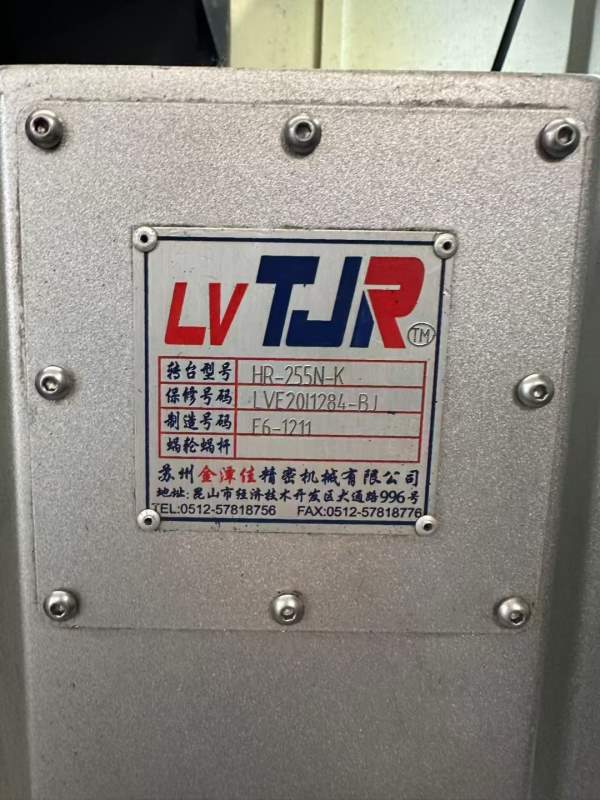 LV TJR TM
转台型号 HR-255N-K
保修号码 LVF20I1284-BJ
制造号码 F6-1211
蜗轮蜗杆
苏州金潭佳精密机械有限公司
地址:昆山市经济技术开发区大通路996号
TEL:0512-57818756 FAX:0512-57818776